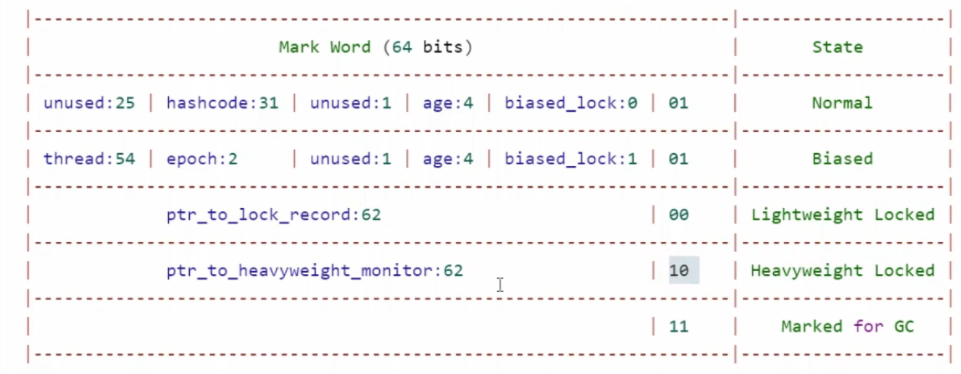 |--------------------------------------------------------------------|--------------------|
| Mark Word (64 bits) | State |
|--------------------------------------------------------------------|--------------------|
| unused:25 | hashcode:31 | unused:1 | age:4 | biased_lock:0 | 01 | Normal |
|--------------------------------------------------------------------|--------------------|
| thread:54 | epoch:2 | unused:1 | age:4 | biased_lock:1 | 01 | Biased |
|--------------------------------------------------------------------|--------------------|
| ptr_to_lock_record:62 | 00 | Lightweight Locked |
|--------------------------------------------------------------------|--------------------|
| ptr_to_heavyweight_monitor:62 | 10 | Heavyweight Locked |
|--------------------------------------------------------------------|--------------------|
| | 11 | Marked for GC |
|--------------------------------------------------------------------|--------------------|